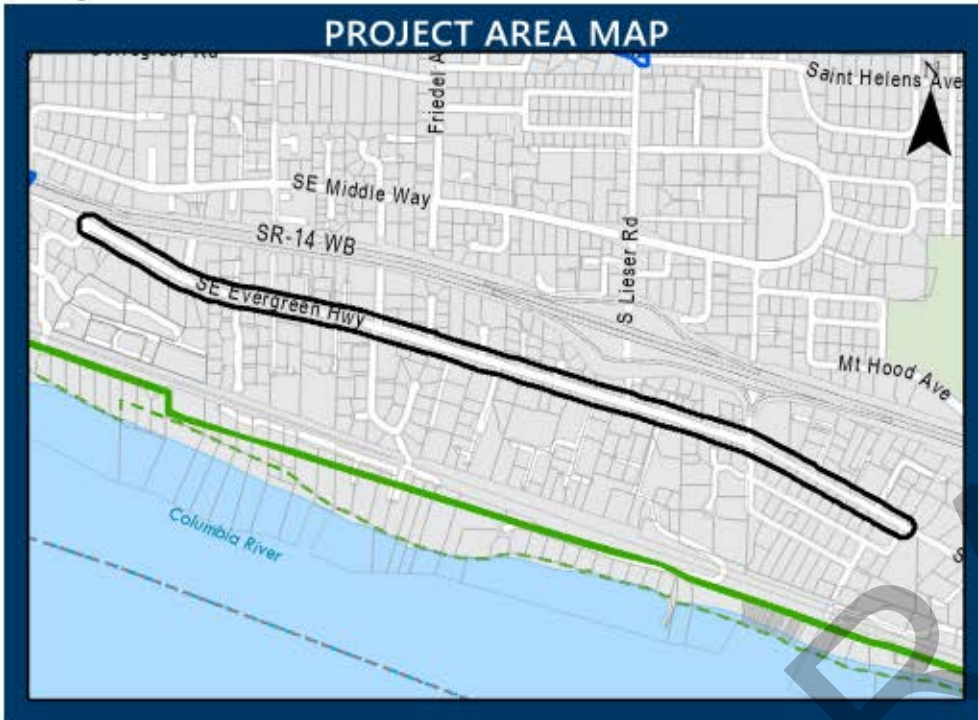 PROJECT AREA MAP
Saint Helens Ave
N
Friedel A
SE Middle Way
SR-14 WB
S Lieser Rd
SE Evergreen Hwy
Mt Hood Ave
Columbia River